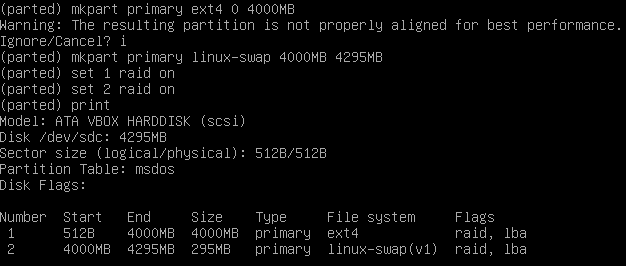 (parted) mkpart primary ext4 0 4000MB
Warning: The resulting partition is not properly aligned for best performance.
Ignore/Cancel? i
(parted) mkpart primary linux-swap 4000MB 4295MB
(parted) set 1 raid on
(parted) set 2 raid on
(parted) print
Model: ATA VBOX HARDDISK (scsi)
Disk /dev/sdc: 4295MB
Sector size (logical/physical): 512B/512B
Partition Table: msdos
Disk Flags:
Number Start End Size Type File system Flags
1 512B 4000MB 4000MB primary ext4 raid, lba
2 4000MB 4295MB 295MB primary linux-swap(v1) raid, lba